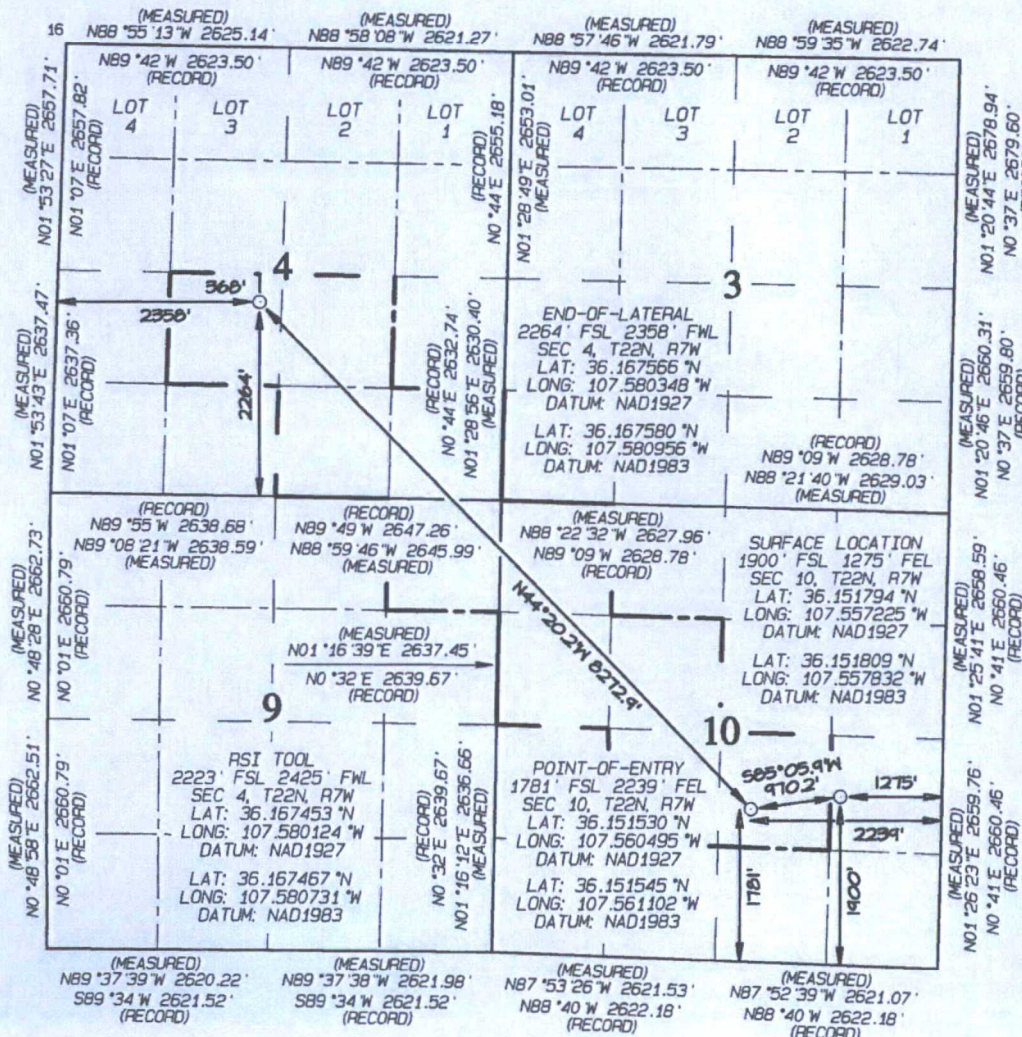 (MEASURED)
N88 °55'13"W 2625.14'
(MEASURED)
N88 °58'08"W 2621.27'
(MEASURED)
N88 °57'46"W 2621.79'
(MEASURED)
N88 °59'35"W 2622.74'
16
N89 °42'W 2623.50'
(RECORD)
N89 °42'W 2623.50'
(RECORD)
N89 °42'W 2623.50'
(RECORD)
N89 °42'W 2623.50'
(RECORD)
(MEASURED)
N01 °53'27"E 2657.71'
N01 °07'E 2657.82'
(RECORD)
LOT
4
LOT
3
LOT
2
LOT
1
(RECORD)
N0 °44'E 2655.18'
N01 °28'49"E 2653.01'
(MEASURED)
LOT
4
LOT
3
LOT
2
LOT
1
(MEASURED)
N01 °20'44"E 2678.94'
N0 °37'E 2679.60'
4
3
368'
2358'
2264'
(MEASURED)
N01 °53'43"E 2637.47'
N01 °07'E 2637.36'
(RECORD)
(RECORD)
N0 °44'E 2632.74'
N01 °28'56"E 2630.40'
(MEASURED)
END-OF-LATERAL
2264' FSL 2358' FWL
SEC 4, T22N, R7W
LAT: 36.167566 °N
LONG: 107.580348 °W
DATUM: NAD1927
LAT: 36.167580 °N
LONG: 107.580956 °W
DATUM: NAD1983
(MEASURED)
N01 °20'46"E 2660.31'
N0 °37'E 2659.80'
(RECORD)
(RECORD)
N89 °09'W 2628.78'
N88 °21'40"W 2629.03'
(MEASURED)
(RECORD)
N89 °55'W 2638.68'
N89 °08'21"W 2638.59'
(MEASURED)
(RECORD)
N89 °49'W 2647.26'
N88 °59'46"W 2645.99'
(MEASURED)
(MEASURED)
N88 °22'32"W 2627.96'
N89 °09'W 2628.78'
(RECORD)
SURFACE LOCATION
1900' FSL 1275' FEL
SEC 10, T22N, R7W
LAT: 36.151794 °N
LONG: 107.557225 °W
DATUM: NAD1927
LAT: 36.151809 °N
LONG: 107.557832 °W
DATUM: NAD1983
(MEASURED)
N0 °48'28"E 2662.73'
N0 °01'E 2660.79'
(RECORD)
(MEASURED)
N01 °16'39"E 2637.45'
N0 °32'E 2639.67'
(RECORD)
N44°20.2'W 8272.9'
(MEASURED)
N01 °25'41"E 2658.59'
N0 °41'E 2660.46'
(RECORD)
9
10
S85°05.9'W
970.2'
1275'
2239'
1781'
1900'
(MEASURED)
N0 °48'58"E 2662.51'
N0 °01'E 2660.79'
(RECORD)
RSI TOOL
2223' FSL 2425' FWL
SEC 4, T22N, R7W
LAT: 36.167453 °N
LONG: 107.580124 °W
DATUM: NAD1927
LAT: 36.167467 °N
LONG: 107.580731 °W
DATUM: NAD1983
(RECORD)
N0 °32'E 2639.67'
N01 °16'12"E 2636.66'
(MEASURED)
POINT-OF-ENTRY
1781' FSL 2239' FEL
SEC 10, T22N, R7W
LAT: 36.151530 °N
LONG: 107.560495 °W
DATUM: NAD1927
LAT: 36.151545 °N
LONG: 107.561102 °W
DATUM: NAD1983
(MEASURED)
N01 °26'23"E 2659.76'
N0 °41'E 2660.46'
(RECORD)
(MEASURED)
N89 °37'39"W 2620.22'
S89 °34'W 2621.52'
(RECORD)
(MEASURED)
N89 °37'38"W 2621.98'
S89 °34'W 2621.52'
(RECORD)
(MEASURED)
N87 °53'26"W 2621.53'
N88 °40'W 2622.18'
(RECORD)
(MEASURED)
N87 °52'39"W 2621.07'
N88 °40'W 2622.18'
(RECORD)